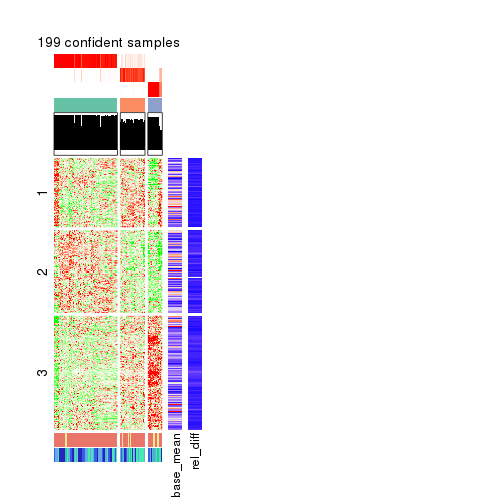 199 confident samples
1
2
3
base_mean
rel_diff